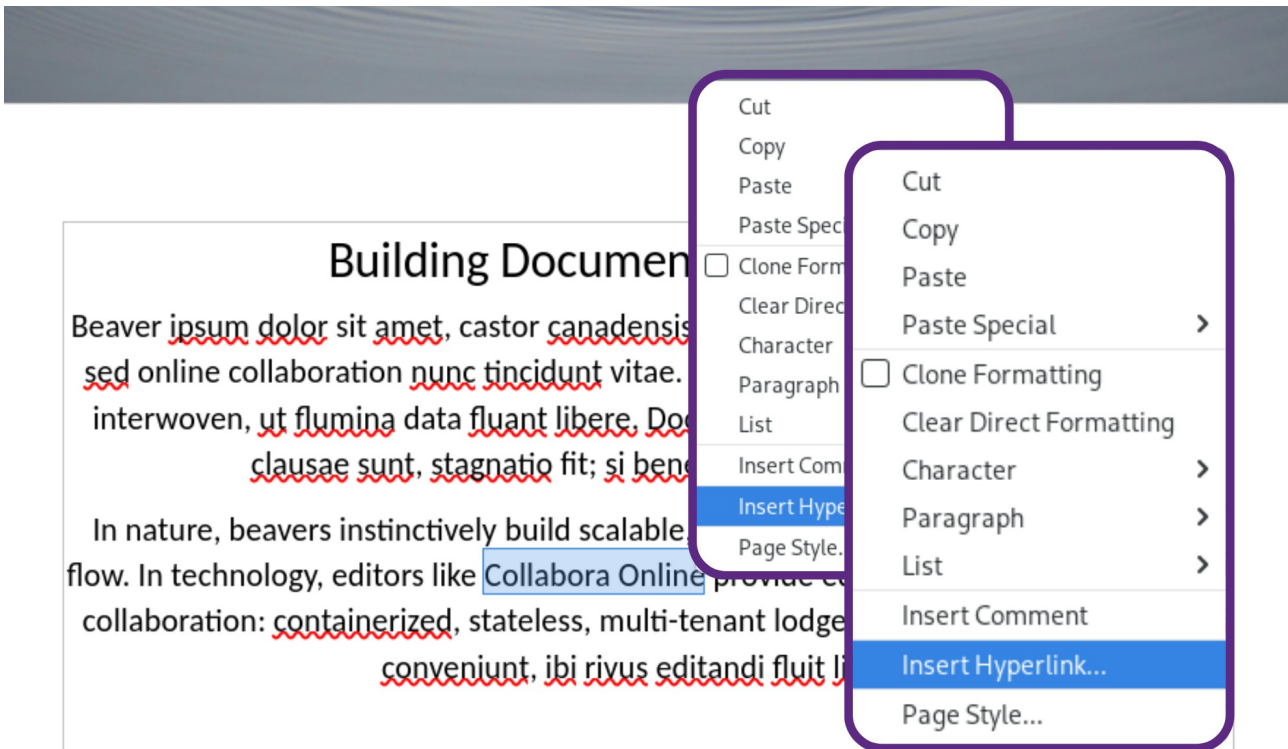 Building Documen
Beaver ipsum dolor sit amet, castor canadensis
sed online collaboration nunc tincidunt vitae.
interwoven, ut flumina data fluant libere. Doc
clausae sunt, stagnatio fit; si bene
In nature, beavers instinctively build scalable,
flow. In technology, editors like Collabora Online provide
collaboration: containerized, stateless, multi-tenant lodge
conveniunt, ibi rivus editandi fluit li
Cut
Copy
Paste
Paste Speci
Clone Form
Clear Direc
Character
Paragraph
List
Insert Com
Insert Hype
Page Style.
Cut
Copy
Paste
Paste Special
Clone Formatting
Clear Direct Formatting
Character
Paragraph
List
Insert Comment
Insert Hyperlink...
Page Style...